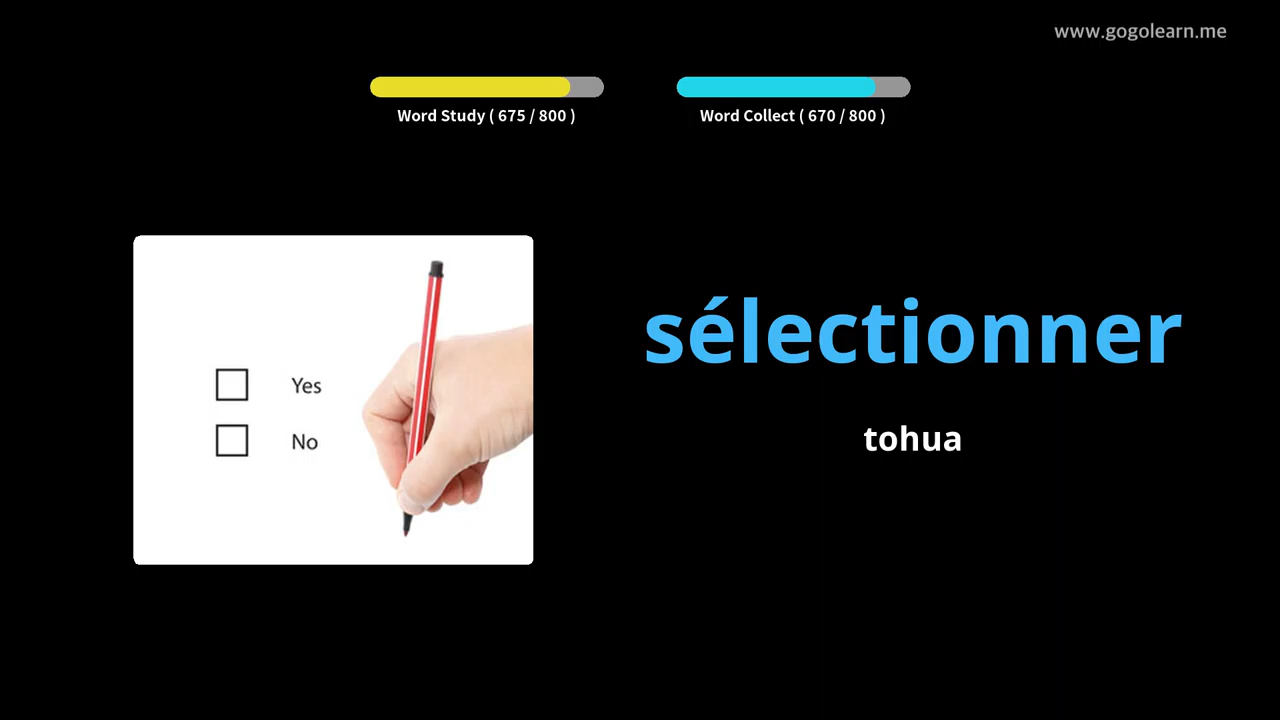 www.gogolearn.me
Word Study ( 675 / 800 )
Word Collect ( 670 / 800 )
Yes
No
sélectionner
tohua